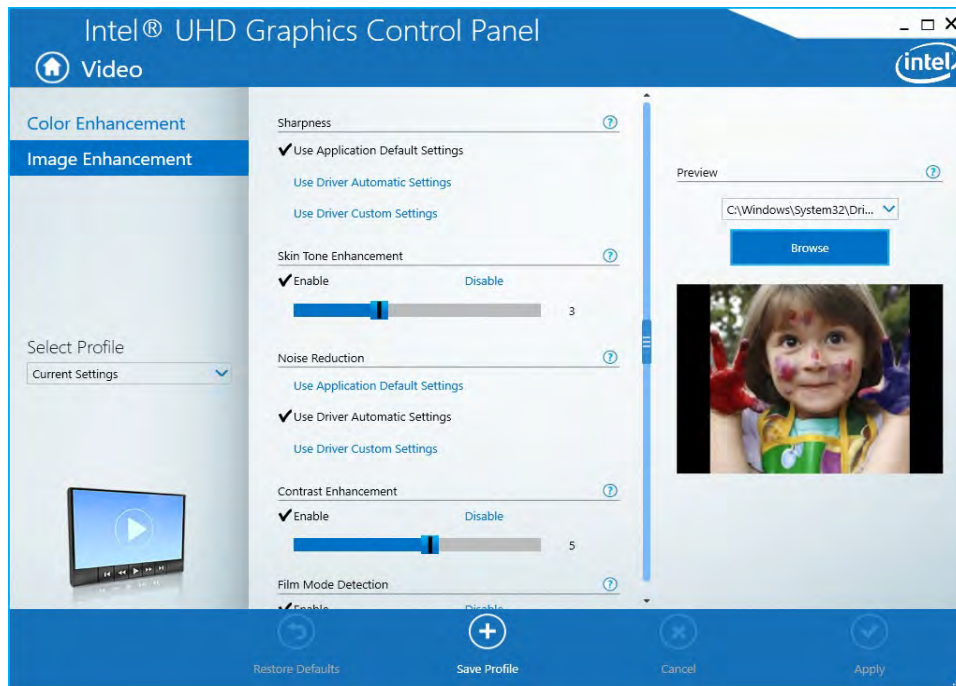 Intel® UHD Graphics Control Panel
Video
intel
Color Enhancement
Image Enhancement
Select Profile
Current Settings
Sharpness
Use Application Default Settings
Use Driver Automatic Settings
Use Driver Custom Settings
Skin Tone Enhancement
Enable Disable
3
Noise Reduction
Use Application Default Settings
Use Driver Automatic Settings
Use Driver Custom Settings
Contrast Enhancement
Enable Disable
5
Film Mode Detection
Enable Disable
Preview
C:\Windows\System32\Dri...
Browse
Restore Defaults
Save Profile
Cancel
Apply